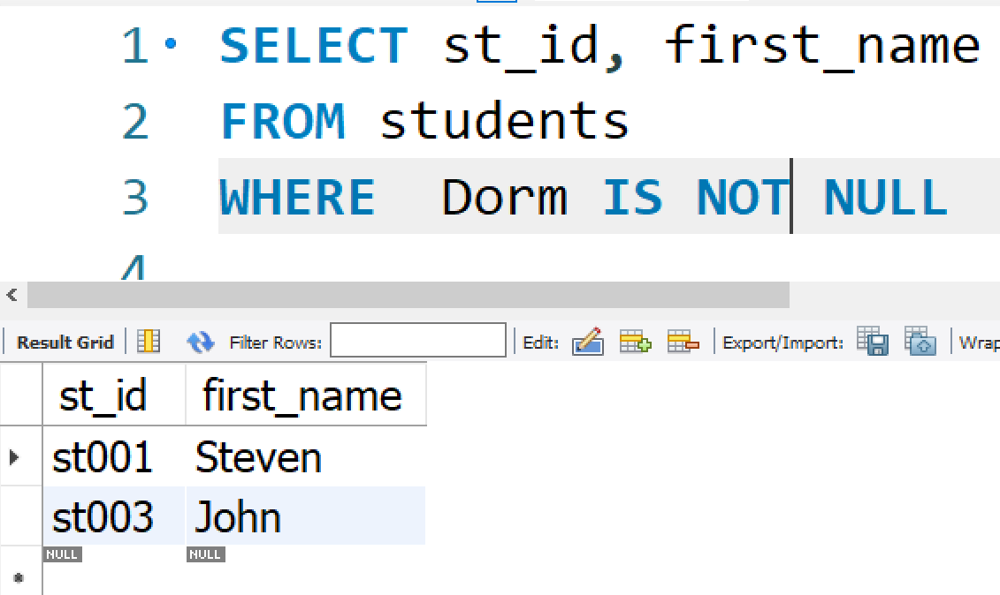 1 SELECT st_id, first_name
2 FROM students
3 WHERE Dorm IS NOT NULL
4
Result Grid Filter Rows: Edit: Export/Import: Wrap
st_id first_name
st001 Steven
st003 John
NULL NULL